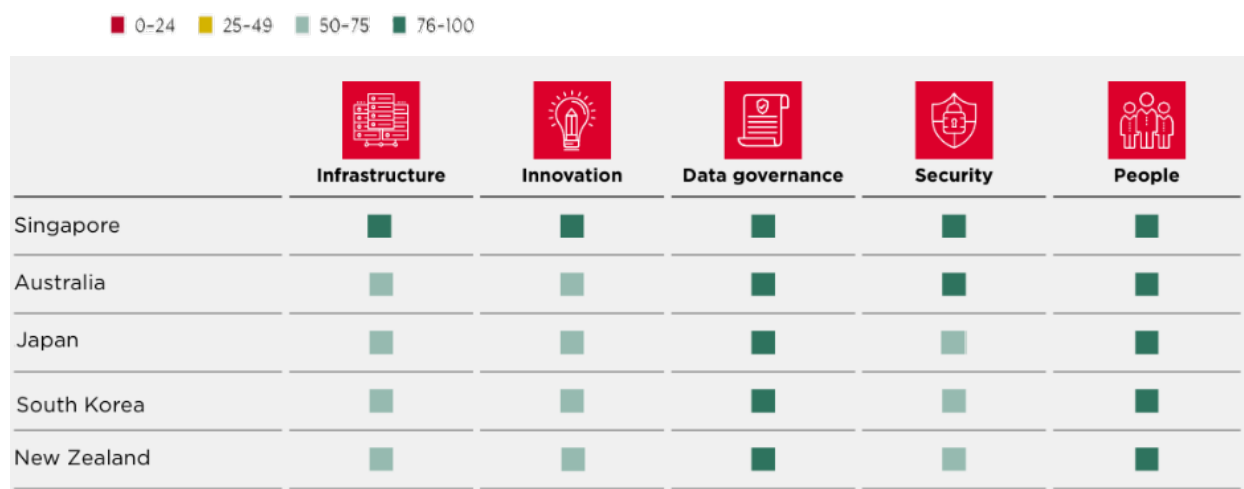 0-24 25-49 50-75 76-100
Infrastructure Innovation Data governance Security People
Singapore
Australia
Japan
South Korea
New Zealand